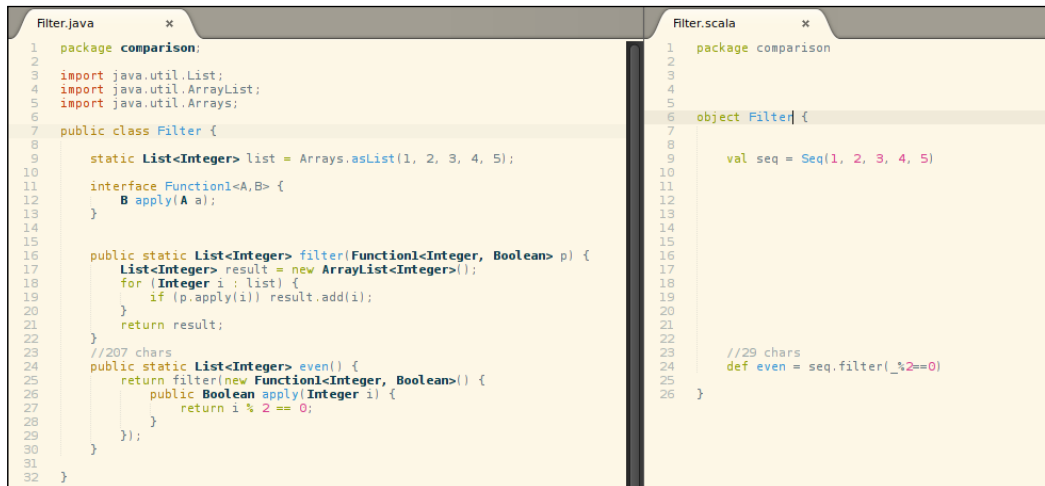 Filter.java ×
1 package comparison;
2
3 import java.util.List;
4 import java.util.ArrayList;
5 import java.util.Arrays;
6
7 public class Filter {
8
9 static List<Integer> list = Arrays.asList(1, 2, 3, 4, 5);
10
11 interface Function1<A,B> {
12 B apply(A a);
13 }
14
15
16 public static List<Integer> filter(Function1<Integer, Boolean> p) {
17 List<Integer> result = new ArrayList<Integer>();
18 for (Integer i : list) {
19 if (p.apply(i)) result.add(i);
20 }
21 return result;
22 }
23 //207 chars
24 public static List<Integer> even() {
25 return filter(new Function1<Integer, Boolean>() {
26 public Boolean apply(Integer i) {
27 return i % 2 == 0;
28 }
29 });
30 }
31
32 }
Filter.scala ×
1 package comparison
2
3
4
5
6 object Filter {
7
8
9 val seq = Seq(1, 2, 3, 4, 5)
10
11
12
13
14
15
16
17
18
19
20
21
22
23 //29 chars
24 def even = seq.filter(_%2==0)
25
26 }